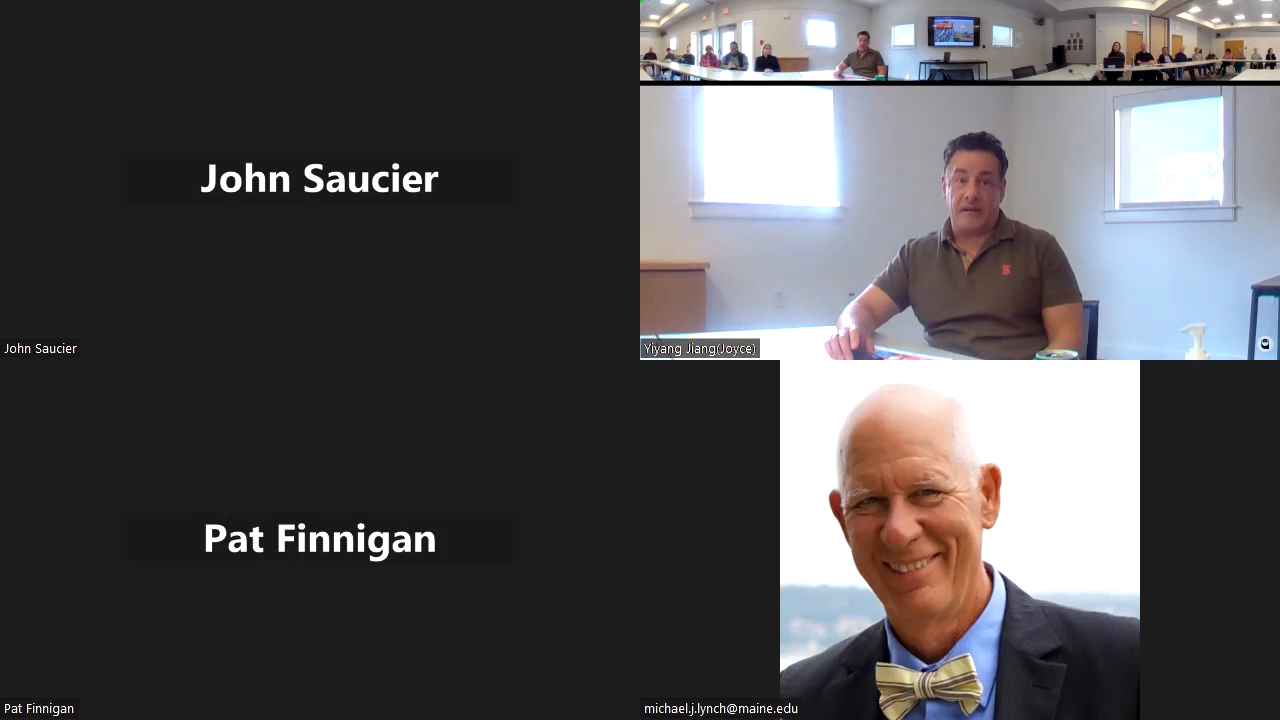 John Saucier
John Saucier
Yiyang Jiang(Joyce)
Pat Finnigan
Pat Finnigan
michael.j.lynch@maine.edu